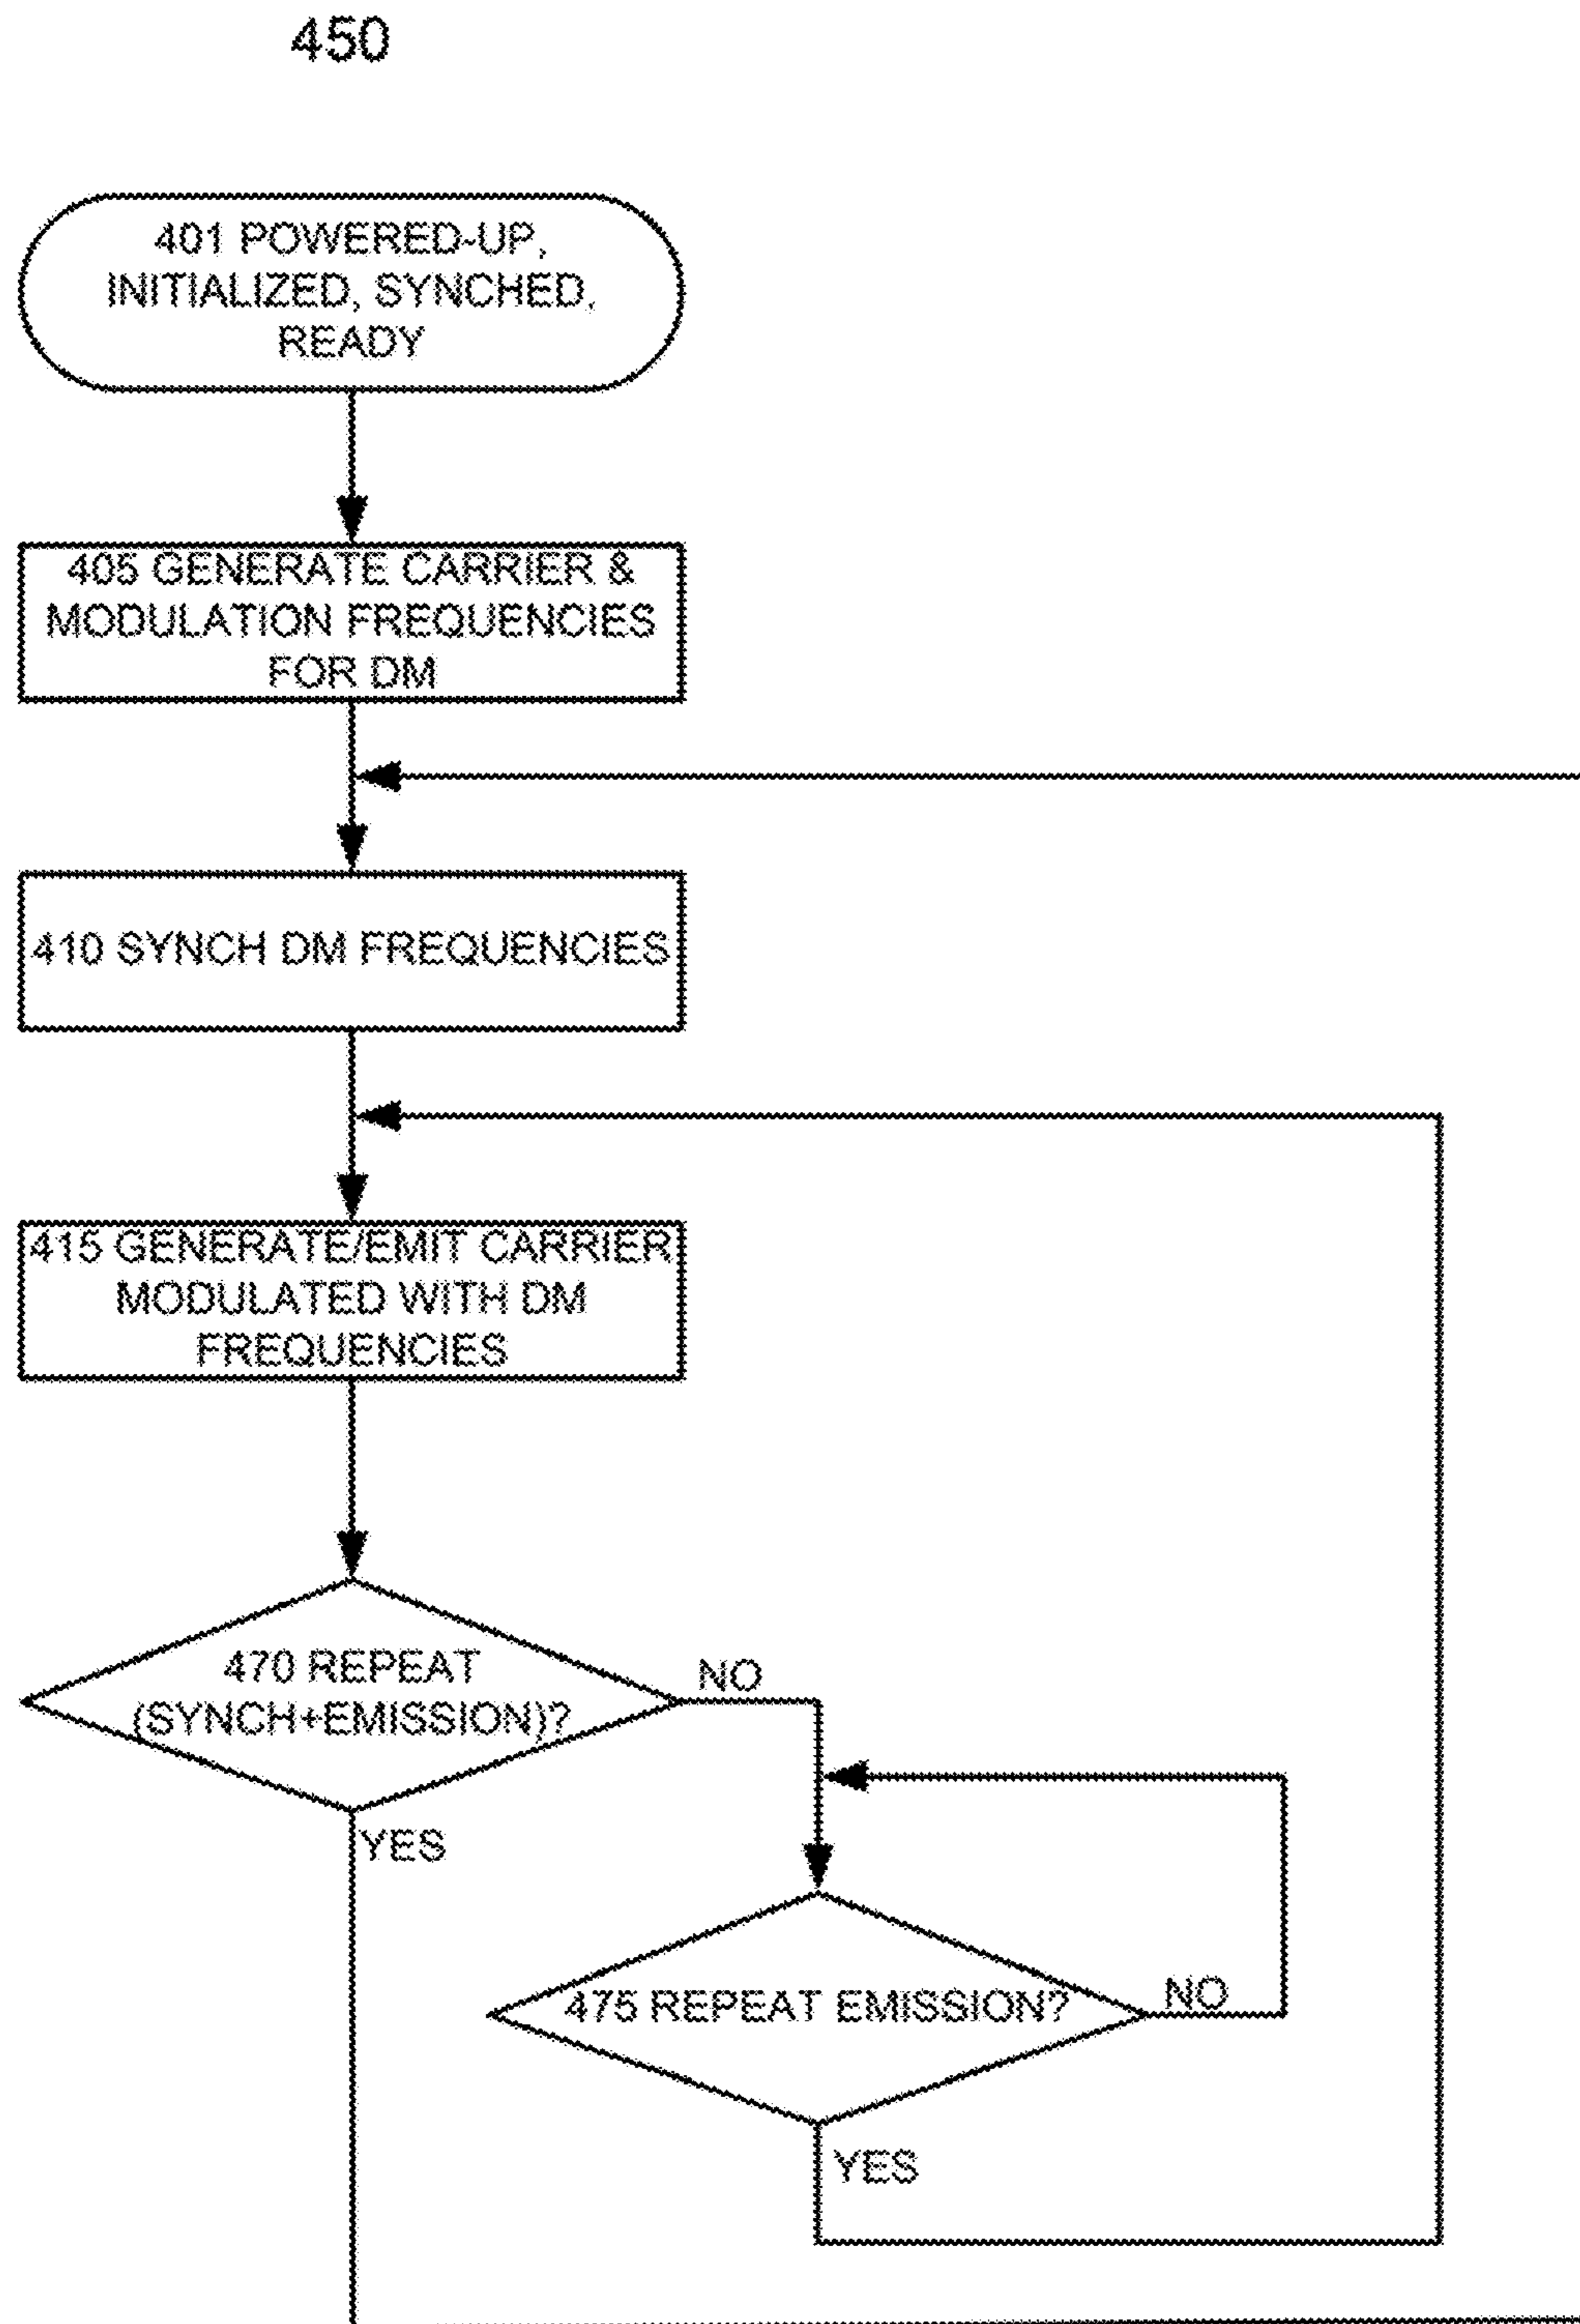 450
401 POWERED-UP,
INITIALIZED, SYNCHED,
READY
405 GENERATE CARRIER &
MODULATION FREQUENCIES
FOR DM
410 SYNCH DM FREQUENCIES
415 GENERATE/EMIT CARRIER
MODULATED WITH DM
FREQUENCIES
470 REPEAT
(SYNCH+EMISSION)?
NO
YES
475 REPEAT EMISSION?
NO
YES